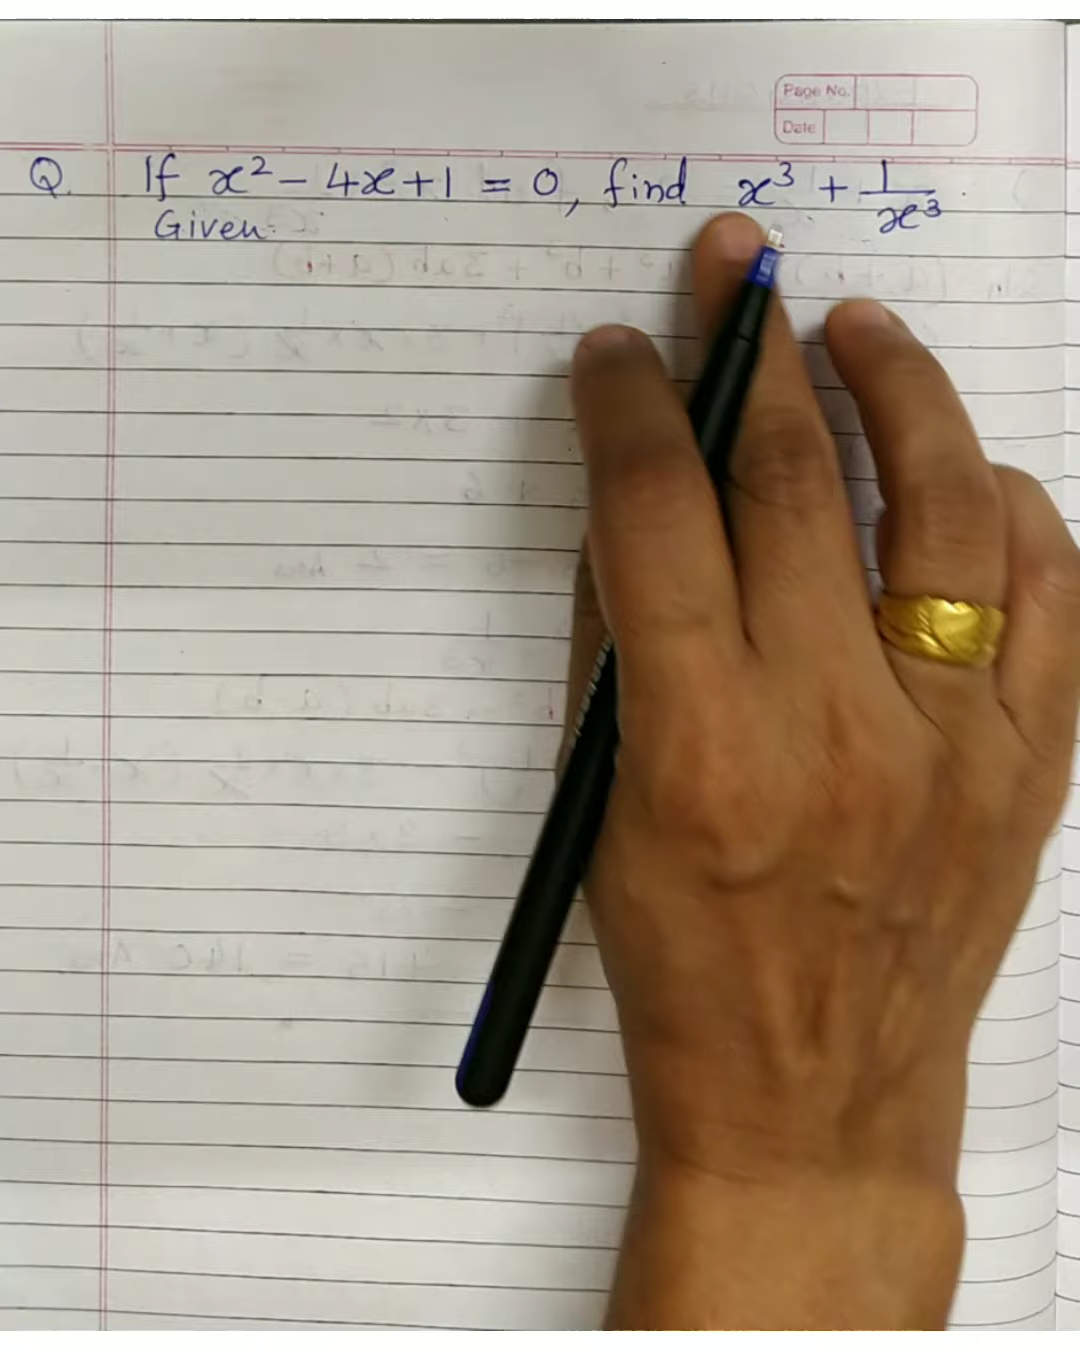 Page No.
Date
Q. If x² - 4x + 1 = 0, find x³ + 1/x³.
Given: